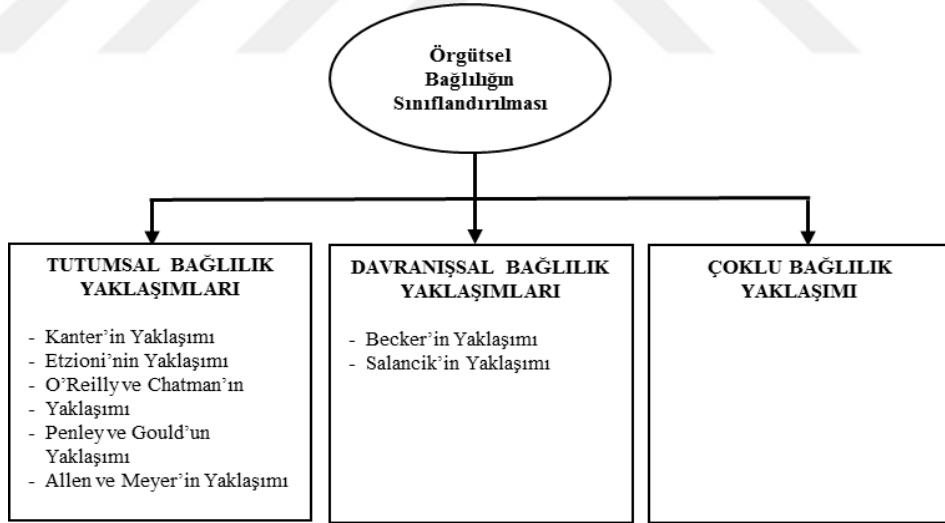 Örgütsel
Bağlılığın
Sınıflandırılması
TUTUMSAL BAĞLILIK
YAKLAŞIMLARI
- Kanter’in Yaklaşımı
- Etzioni’nin Yaklaşımı
- O’Reilly ve Chatman’ın
- Yaklaşımı
- Penley ve Gould’un
Yaklaşımı
- Allen ve Meyer’in Yaklaşımı
DAVRANIŞSAL BAĞLILIK
YAKLAŞIMLARI
- Becker’in Yaklaşımı
- Salancik’in Yaklaşımı
ÇOKLU BAĞLILIK
YAKLAŞIMI